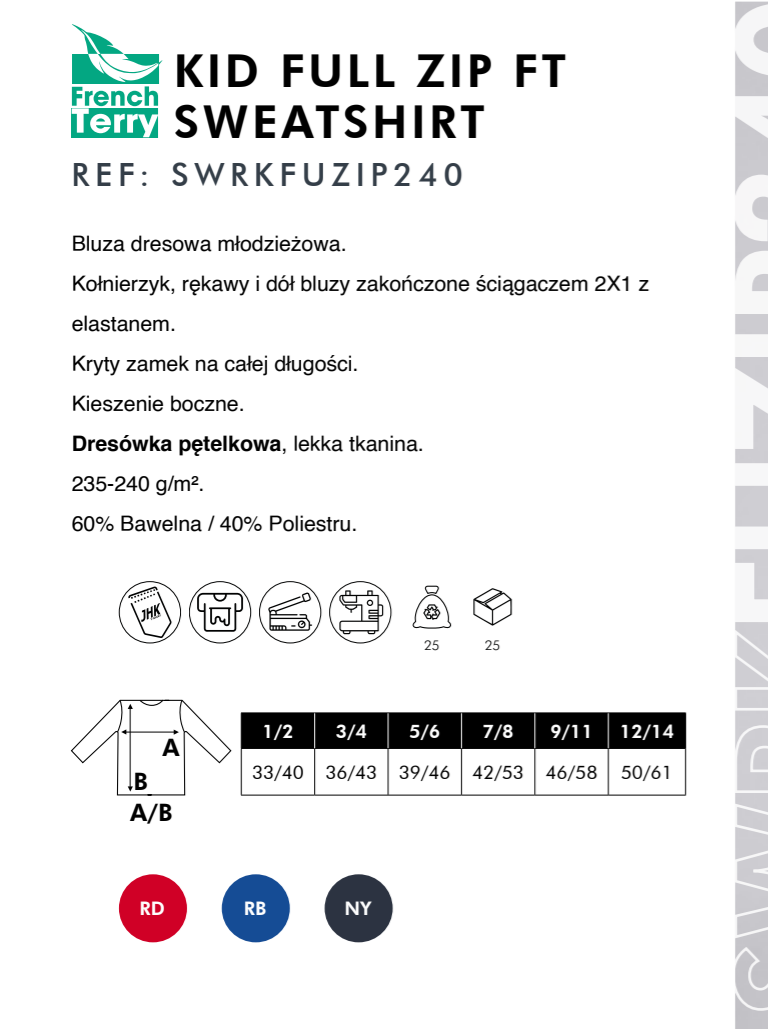 French
Terry
KID FULL ZIP FT
SWEATSHIRT
REF: SWRKFUZIP240
Bluza dresowa młodzieżowa.
Kołnierzyk, rękawy i dół bluzy zakończone ściągaczem 2X1 z
elastanem.
Kryty zamek na całej długości.
Kieszenie boczne.
Dresówka pętelkowa, lekka tkanina.
235-240 g/m².
60% Bawelna / 40% Poliestru.
JHK
25 25
A
B
A/B
1/2 3/4 5/6 7/8 9/11 12/14
33/40 36/43 39/46 42/53 46/58 50/61
RD RB NY